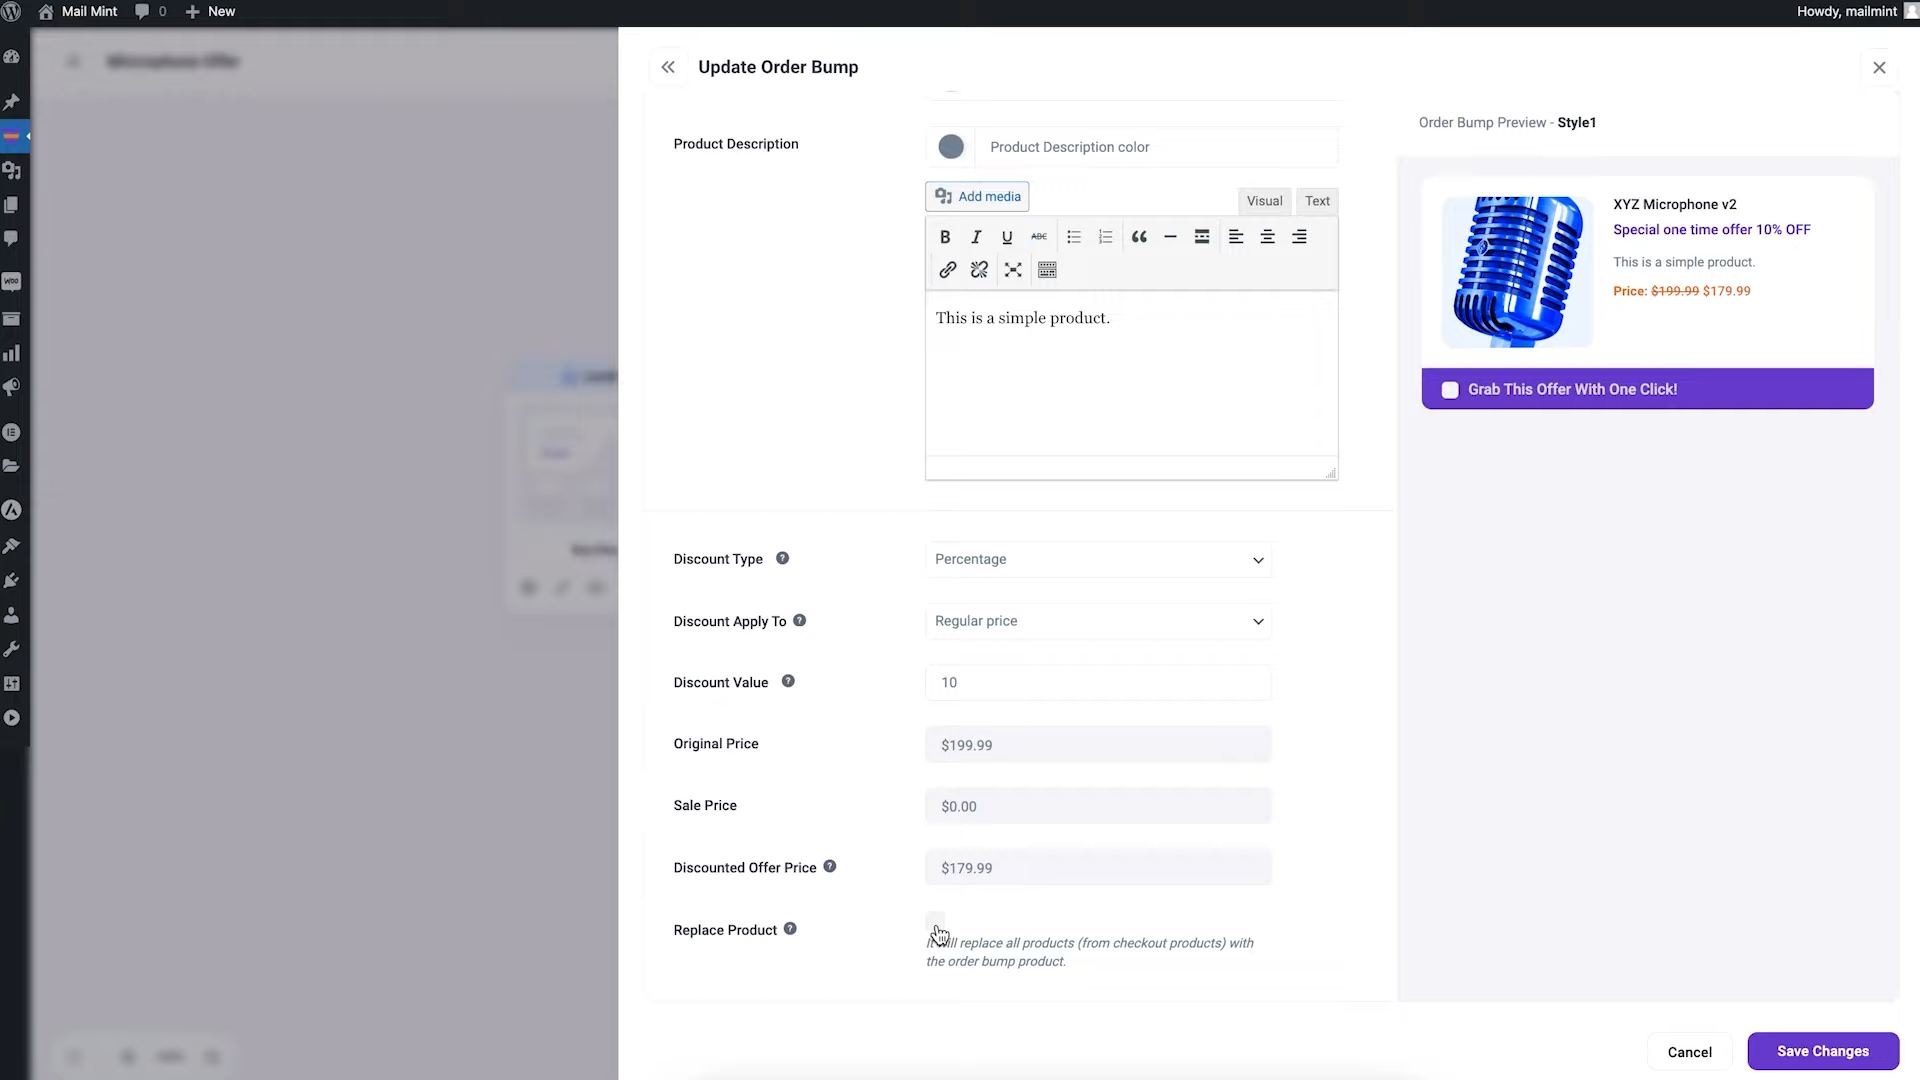 Mail Mint
0
New
Howdy, mailmint
Microphone Offer
Update Order Bump
Product Description
Product Description color
Add media
Visual
Text
B I U ABC
This is a simple product.
Discount Type
Percentage
Discount Apply To
Regular price
Discount Value
10
Original Price
$199.99
Sale Price
$0.00
Discounted Offer Price
$179.99
Replace Product
replace all products (from checkout products) with
the order bump product.
Order Bump Preview - Style1
XYZ Microphone v2
Special one time offer 10% OFF
This is a simple product.
Price: $199.99 $179.99
Grab This Offer With One Click!
Cancel
Save Changes